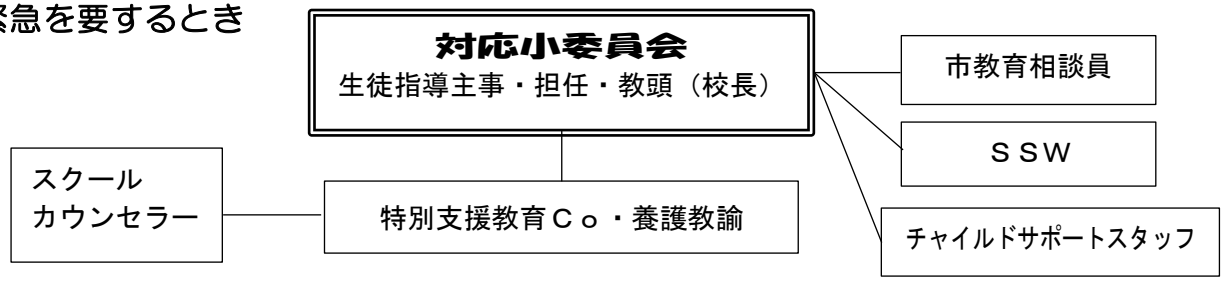 緊急を要するとき
対応小委員会
生徒指導主事・担任・教頭（校長）
市教育相談員
ＳＳＷ
スクール
カウンセラー
特別支援教育Ｃｏ・養護教諭
チャイルドサポートスタッフ